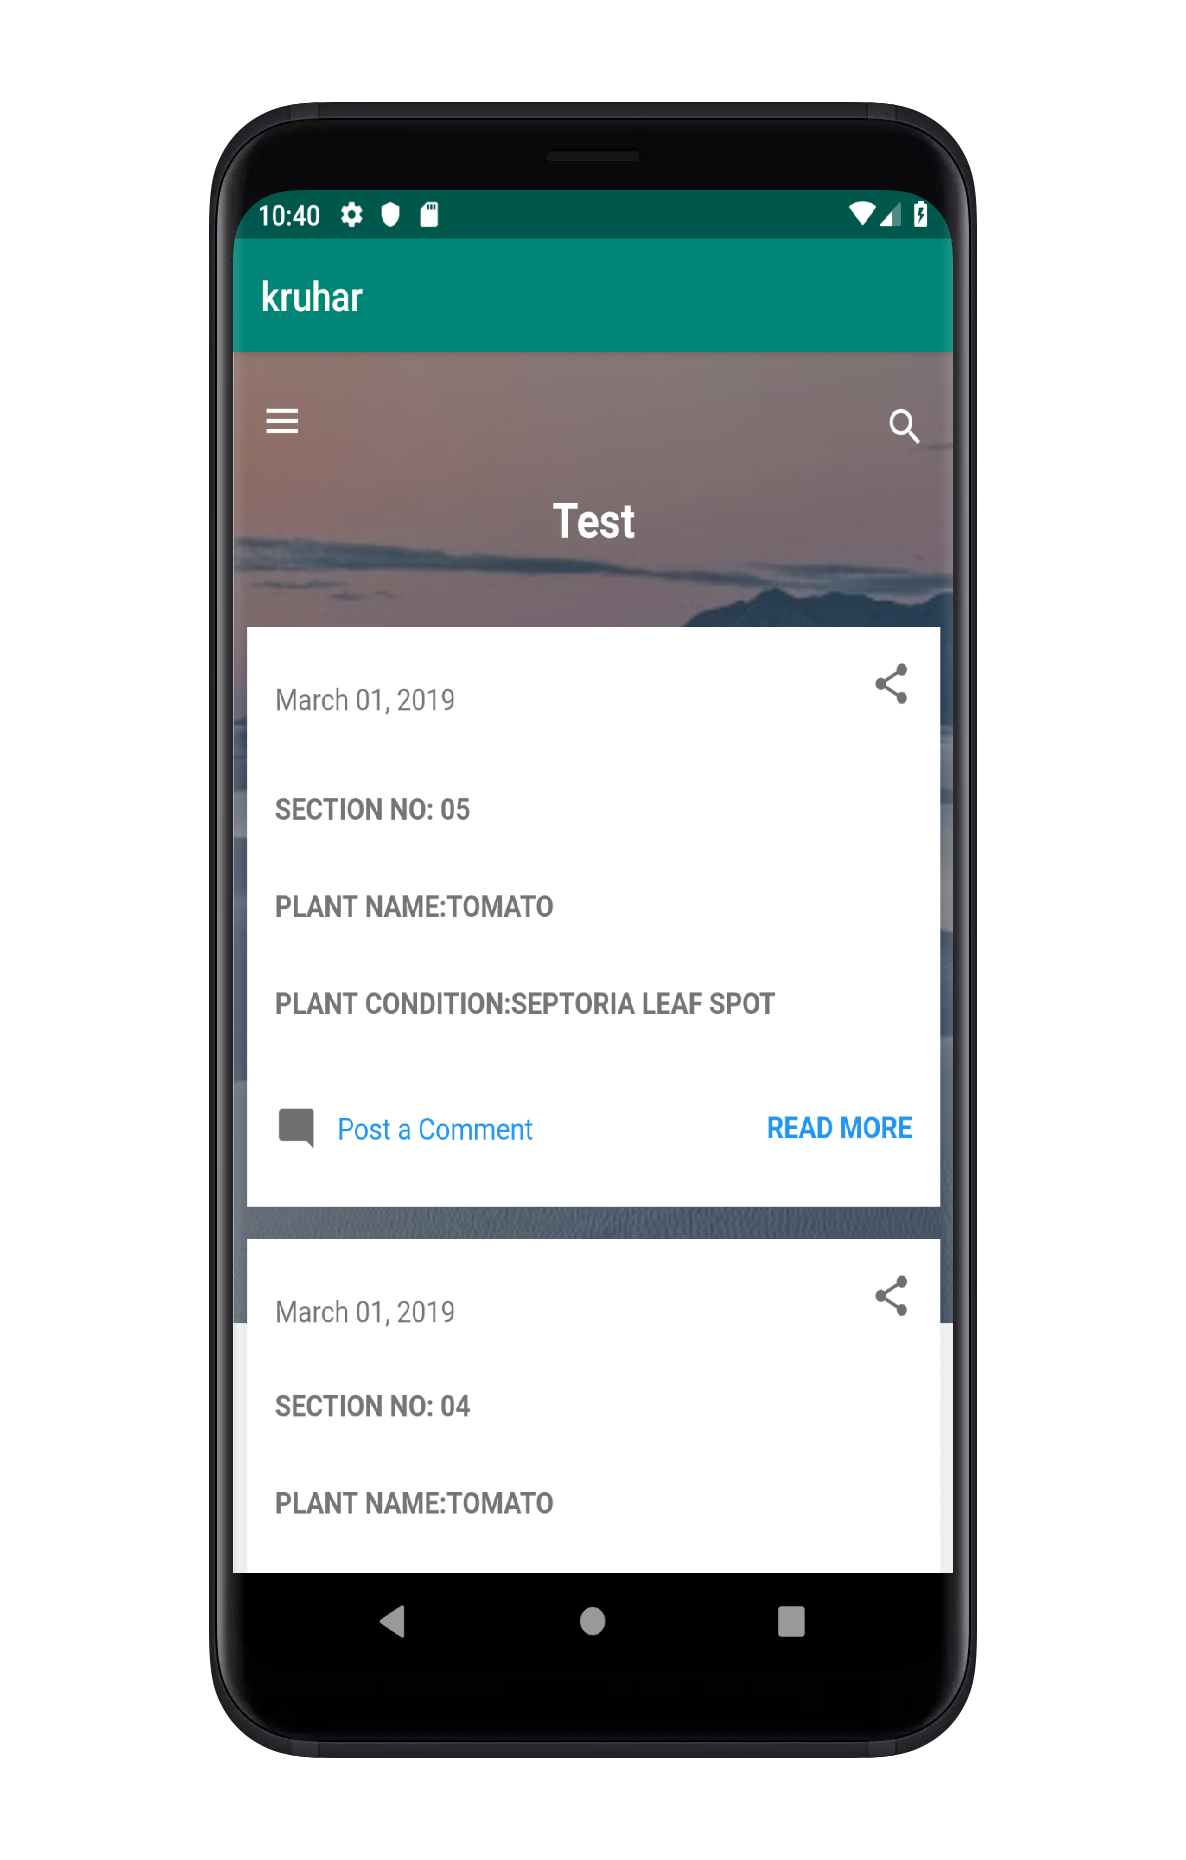 10:40
kruhar
Test
March 01, 2019
SECTION NO: 05
PLANT NAME:TOMATO
PLANT CONDITION:SEPTORIA LEAF SPOT
Post a Comment
READ MORE
March 01, 2019
SECTION NO: 04
PLANT NAME:TOMATO